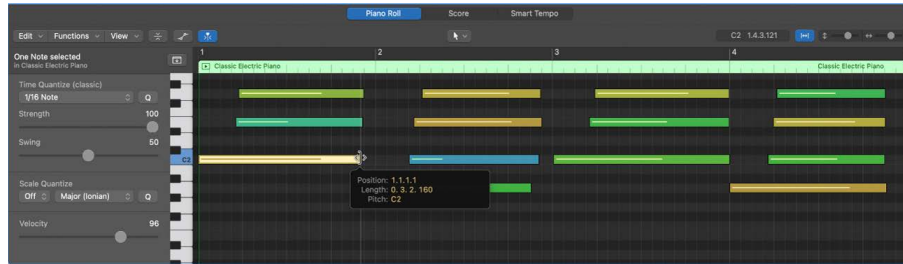 Piano Roll Score Smart Tempo
Edit Functions View C2 1.4.3.121
One Note selected
in Classic Electric Piano
1 2 3 4
Classic Electric Piano Classic Electric Piano
Time Quantize (classic)
1/16 Note Q
Strength 100
Swing 50
C2
Position: 1.1.1.1
Length: 0. 3. 2. 160
Pitch: C2
Scale Quantize
Off Major (Ionian) Q
Velocity 96